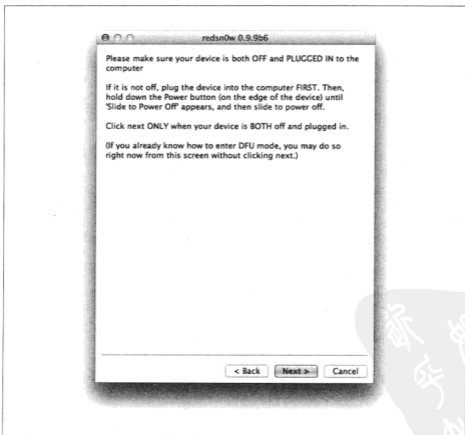 redsn0w 0.9.9b6
Please make sure your device is both OFF and PLUGGED IN to the
computer
If it is not off, plug the device into the computer FIRST. Then,
hold down the Power button (on the edge of the device) until
'Slide to Power Off' appears, and then slide to power off.
Click next ONLY when your device is BOTH off and plugged in.
(If you already know how to enter DFU mode, you may do so
right now from this screen without clicking next.)
< Back
Next >
Cancel